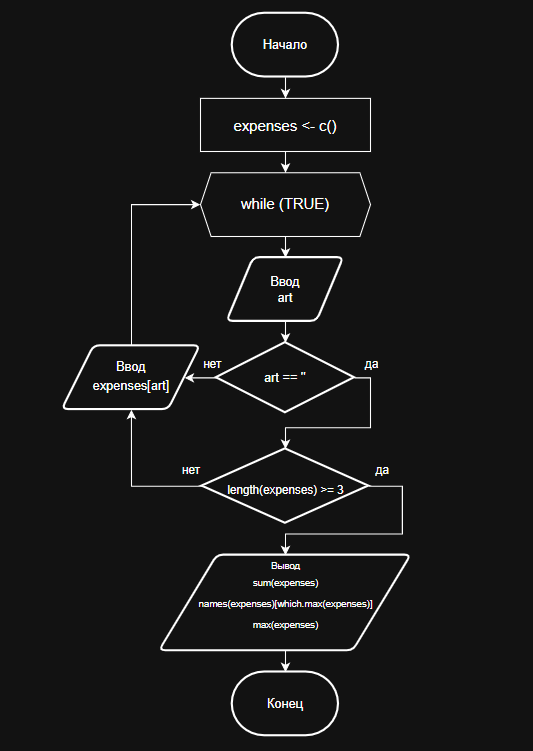 Начало
expenses <- c()
while (TRUE)
Ввод
art
нет
art == ''
да
Ввод
expenses[art]
нет
length(expenses) >= 3
да
Вывод
sum(expenses)
names(expenses)[which.max(expenses)]
max(expenses)
Конец